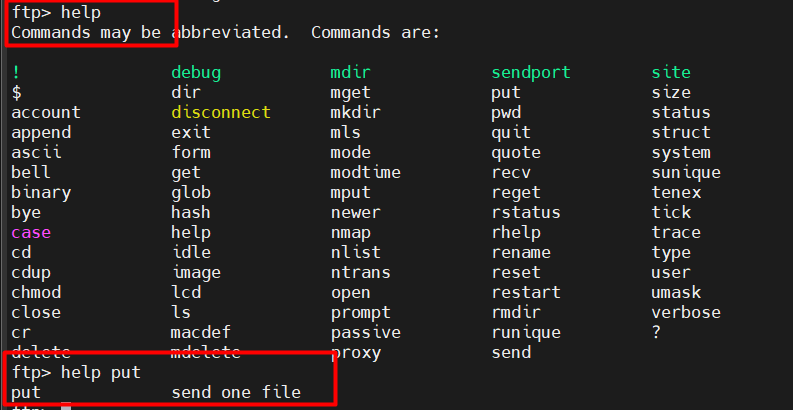 ftp> help
Commands may be abbreviated.  Commands are:
! debug mdir sendport site
$ dir mget put size
account disconnect mkdir pwd status
append exit mls quit struct
ascii form mode quote system
bell get modtime recv sunique
binary glob mput reget tenex
bye hash newer rstatus tick
case help nmap rhelp trace
cd idle nlist rename type
cdup image ntrans reset user
chmod lcd open restart umask
close ls prompt rmdir verbose
cr macdef passive runique ?
delete mdelete proxy send
ftp> help put
put send one file
ftp>